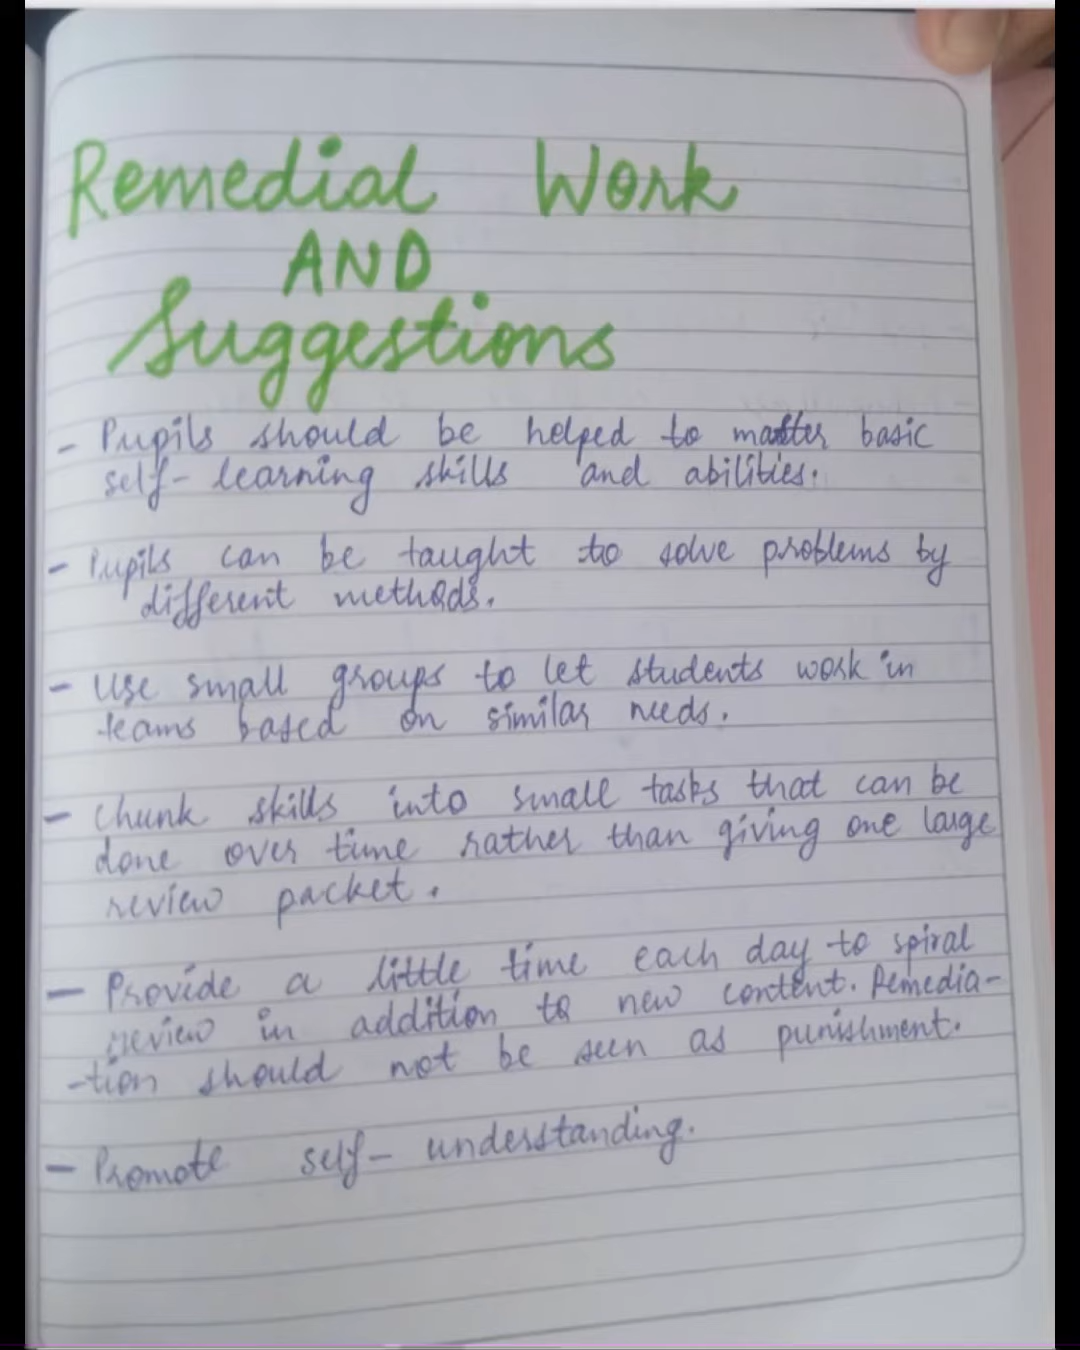 Remedial Work
AND
Suggestions
- Pupils should be helped to master basic
self-learning skills and abilities.
- Pupils can be taught to solve problems by
different methods.
- Use small groups to let students work in
teams based on similar needs.
- Chunk skills into small tasks that can be
done over time rather than giving one large
review packet.
- Provide a little time each day to spiral
review in addition to new content. Remedia-
-tion should not be seen as punishment.
- Promote self-understanding.